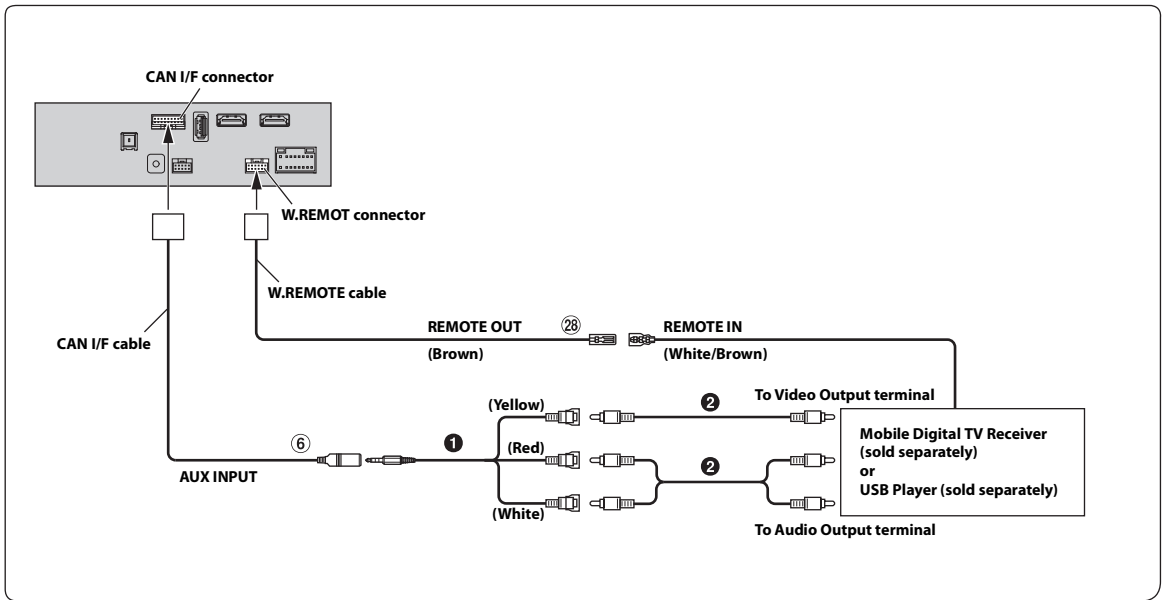 CAN I/F connector
W.REMOT connector
W.REMOTE cable
CAN I/F cable
REMOTE OUT
(Brown)
㉘
REMOTE IN
(White/Brown)
To Video Output terminal
(Yellow)
❷
Mobile Digital TV Receiver
(sold separately)
or
USB Player (sold separately)
⑥
❶
(Red)
❷
AUX INPUT
(White)
To Audio Output terminal